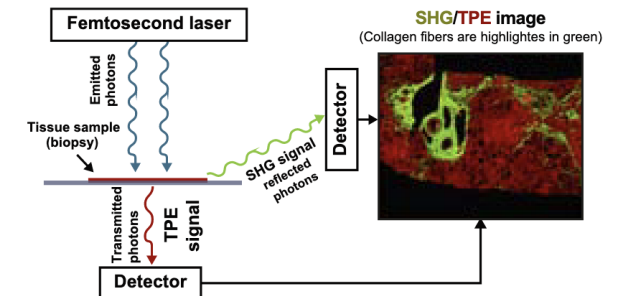 Femtosecond laser
SHG/TPE image
(Collagen fibers are highlightes in green)
Emitted
photons
Tissue sample
(biopsy)
Detector
SHG signal
reflected
photons
Transmitted
photons
TPE
signal
Detector